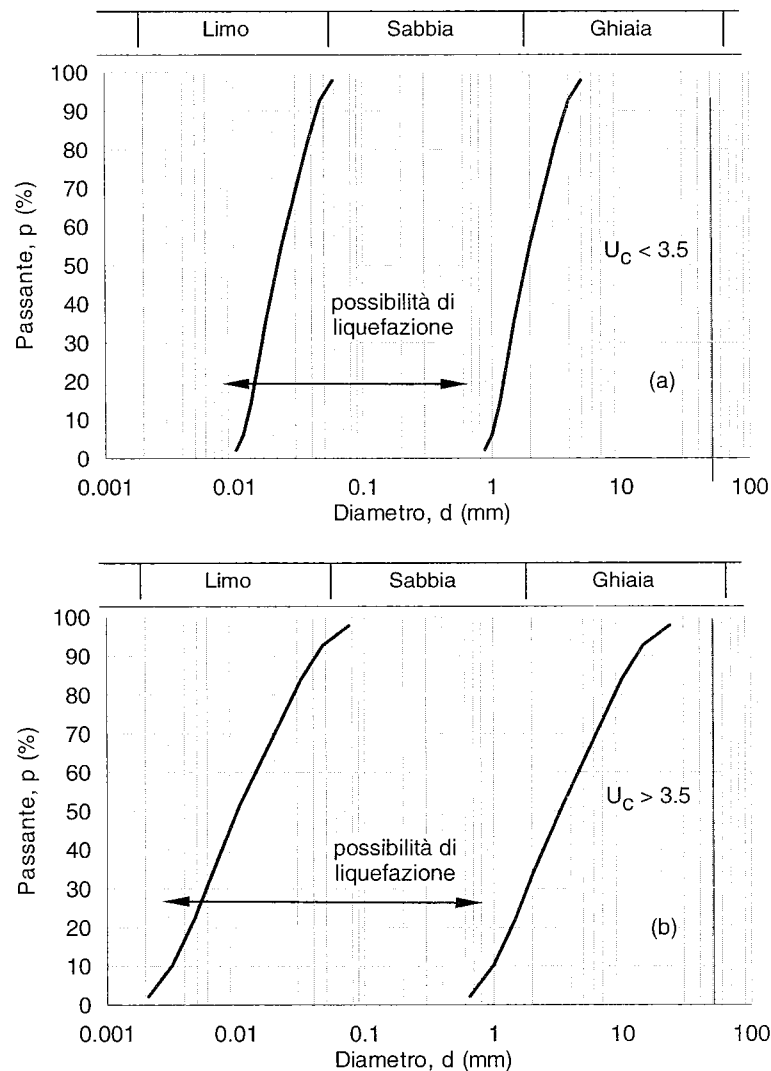 Limo Sabbia Ghiaia
100
90
80
70
60
50
40
30
20
10
0
Passante, p (%)
U_C < 3.5
possibilità di
liquefazione
(a)
0.001 0.01 0.1 1 10 100
Diametro, d (mm)
Limo Sabbia Ghiaia
100
90
80
70
60
50
40
30
20
10
0
Passante, p (%)
U_C > 3.5
possibilità di
liquefazione
(b)
0.001 0.01 0.1 1 10 100
Diametro, d (mm)